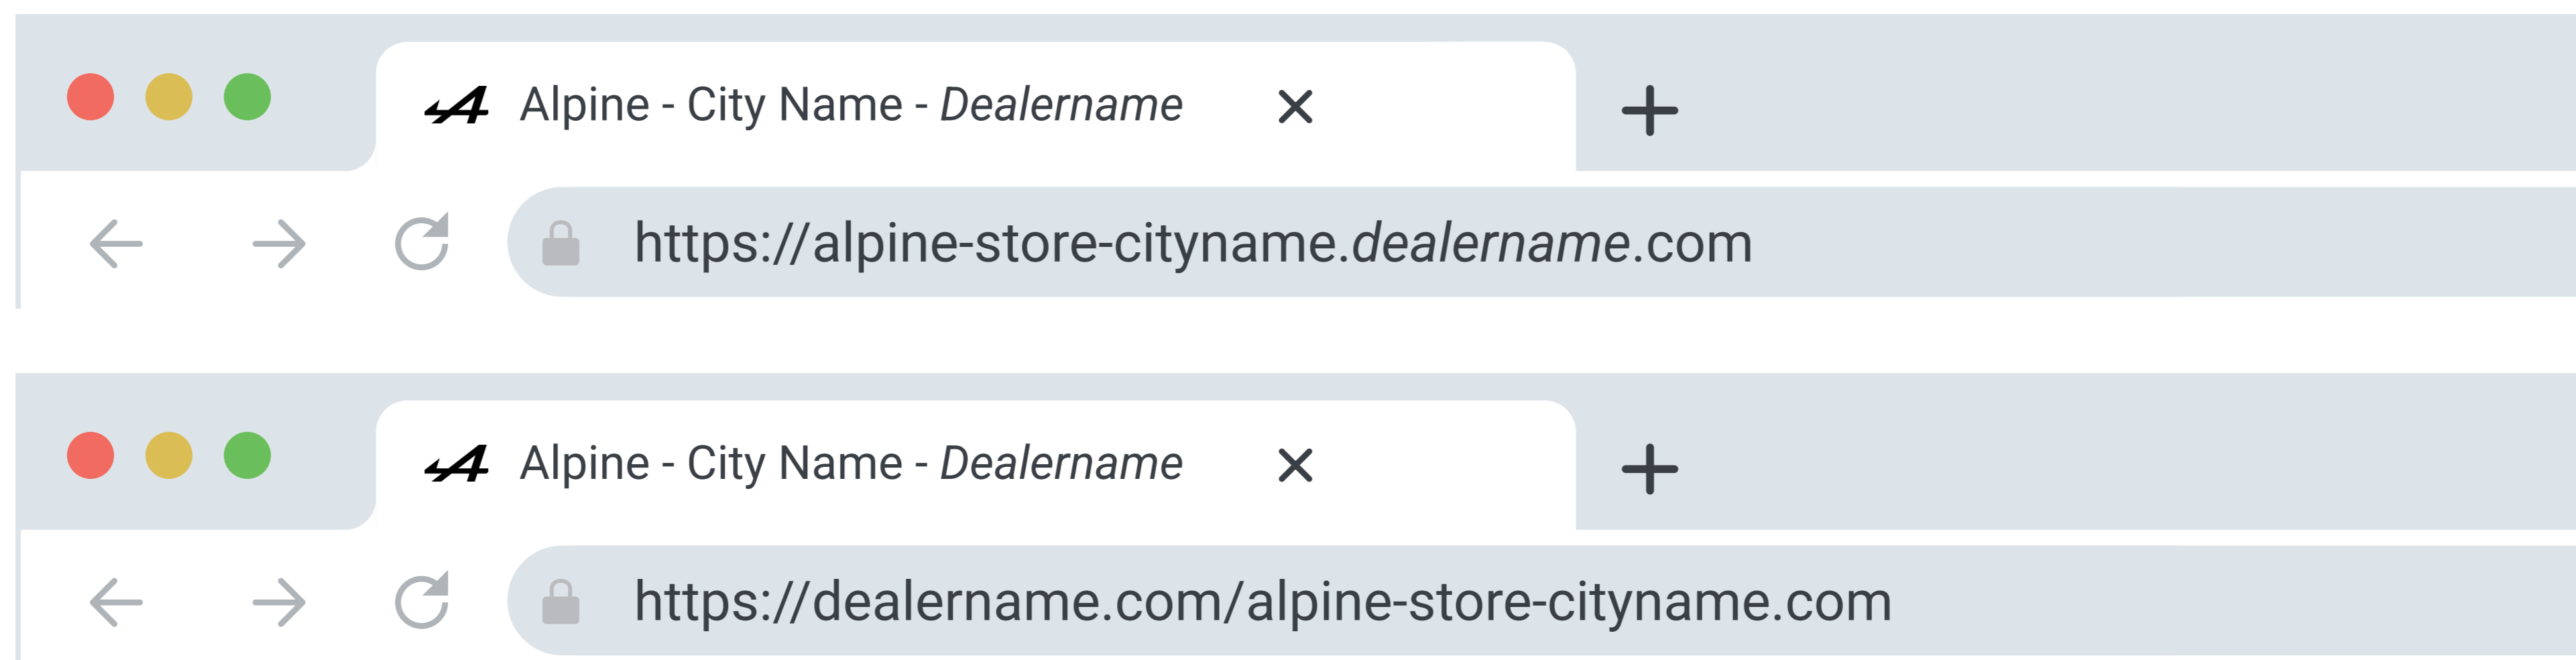 Alpine - City Name - Dealername
https://alpine-store-cityname.dealername.com
Alpine - City Name - Dealername
https://dealername.com/alpine-store-cityname.com